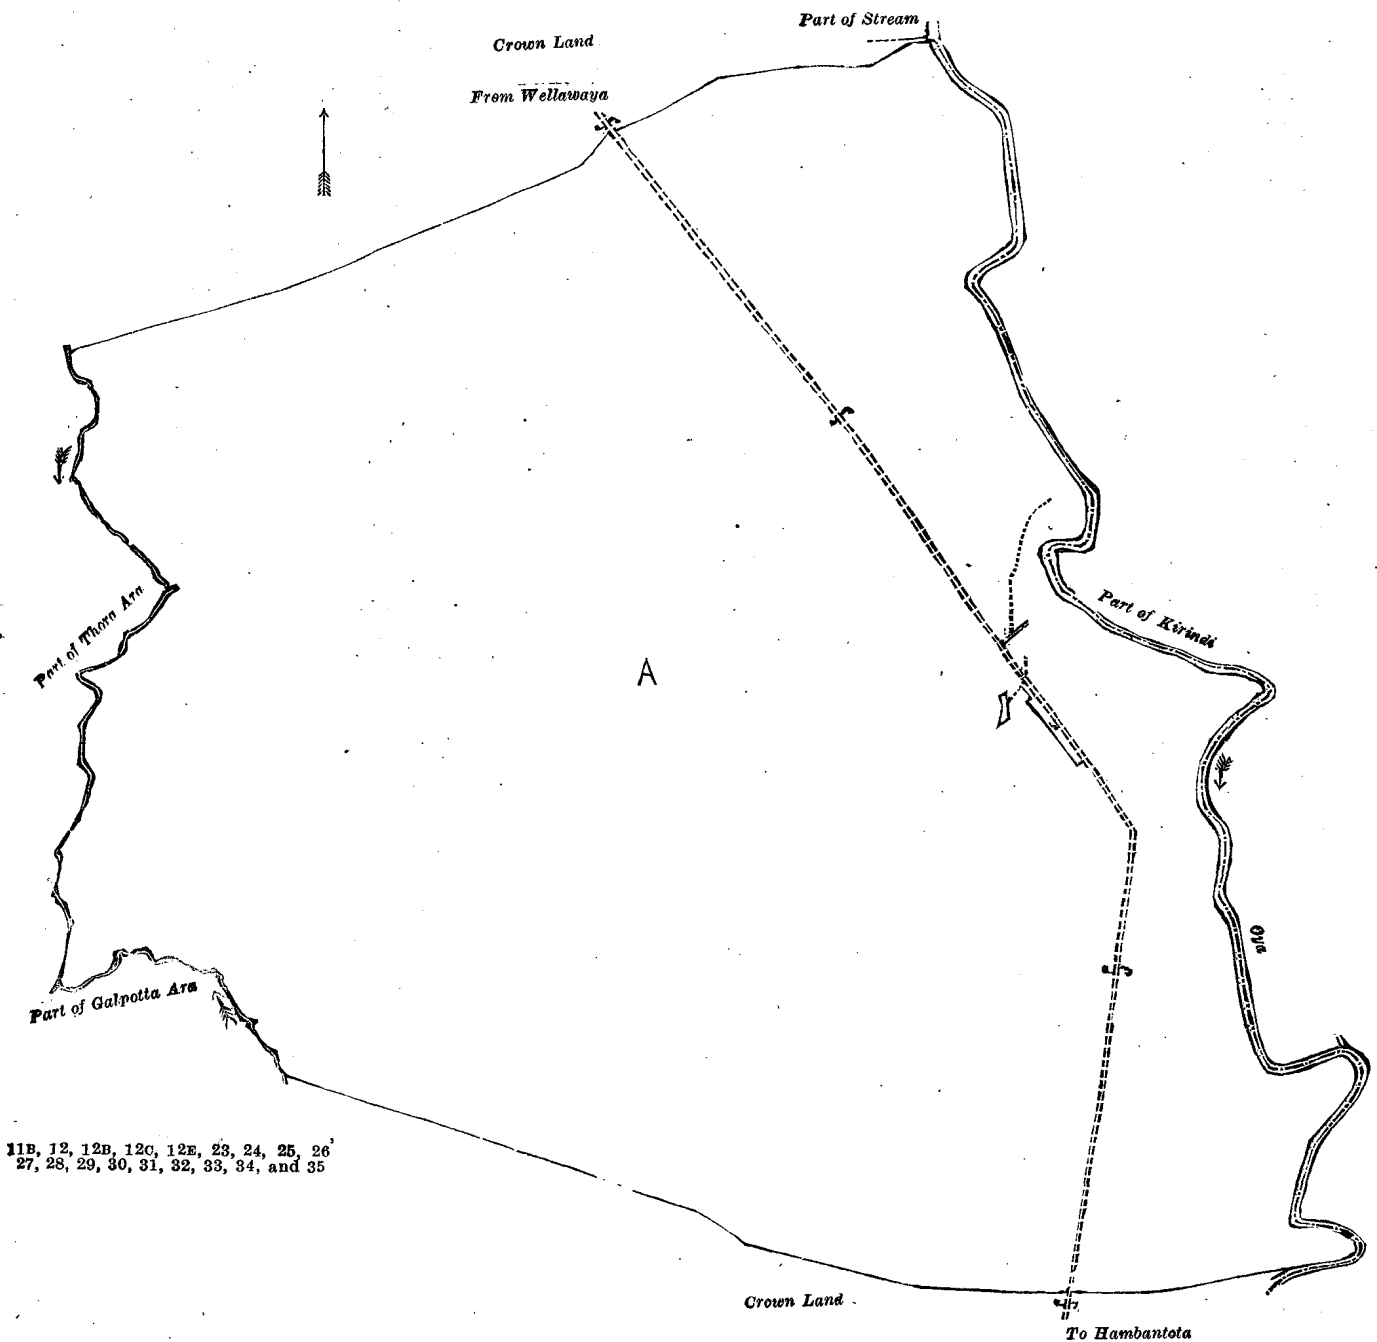 Part of Stream
Crown Land
From Wellawaya
Part of Thora Ara
Part of Kirindi
A
Oya
Part of Galpotta Ara
11B, 12, 12B, 12C, 12E, 23, 24, 25, 26
27, 28, 29, 30, 31, 32, 33, 34, and 35
Crown Land
To Hambantota